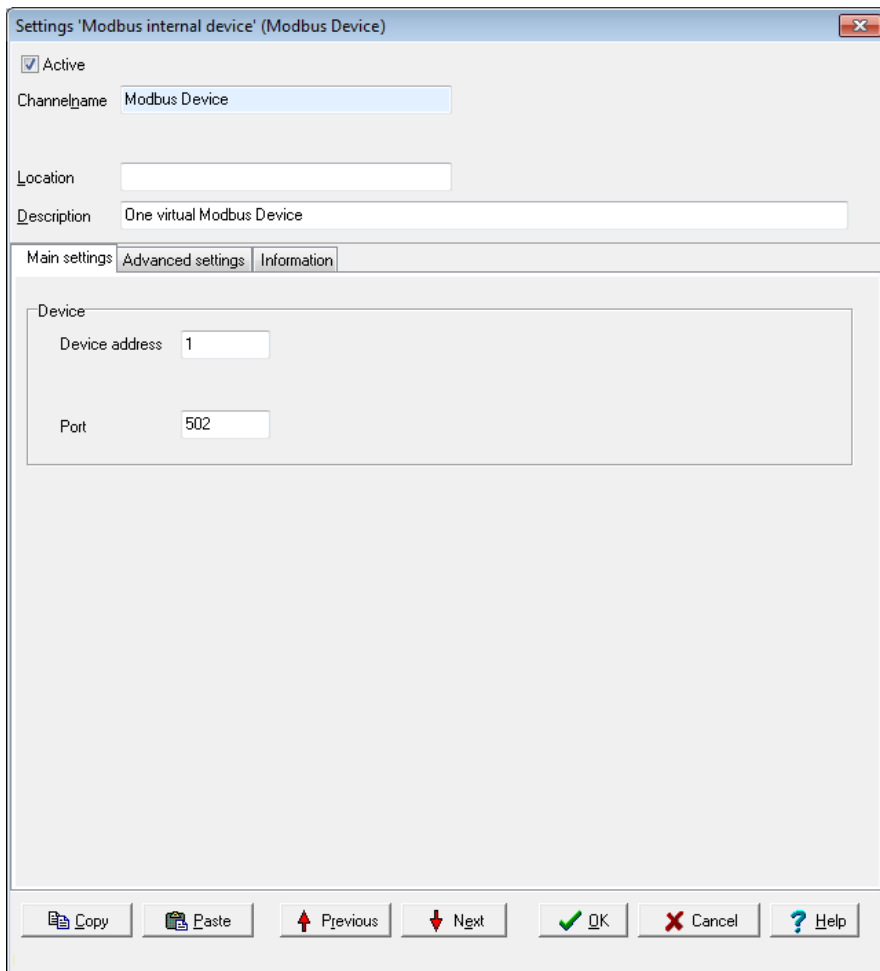 Settings 'Modbus internal device' (Modbus Device)
Active
Channelname Modbus Device
Location
Description One virtual Modbus Device
Main settings Advanced settings Information
Device
Device address 1
Port 502
Copy Paste Previous Next OK Cancel Help